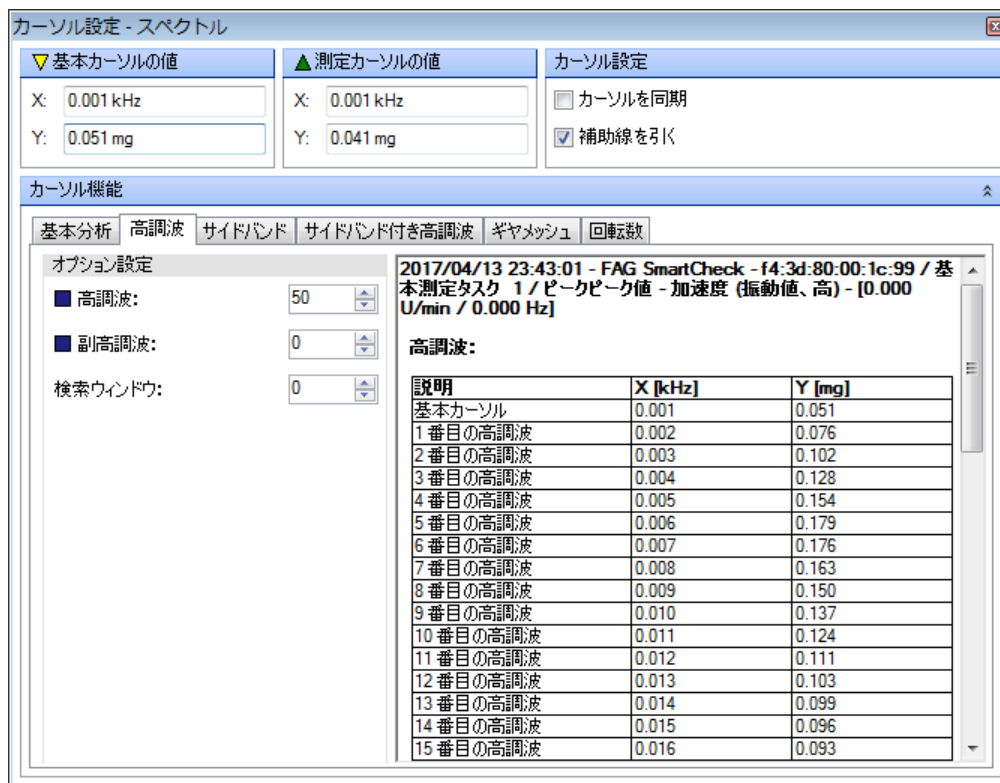 カーソル設定 - スペクトル
基本カーソルの値
X: 0.001 kHz
Y: 0.051 mg
測定カーソルの値
X: 0.001 kHz
Y: 0.041 mg
カーソル設定
カーソルを同期
補助線を引く
カーソル機能
基本分析 高調波 サイドバンド サイドバンド付き高調波 ギヤメッシュ 回転数
オプション設定
高調波: 50
副高調波: 0
検索ウィンドウ: 0
2017/04/13 23:43:01 - FAG SmartCheck - f4:3d:80:00:1c:99 / 基
本測定タスク 1 / ピークピーク値 - 加速度 (振動値、高) - [0.000
U/min / 0.000 Hz]
高調波:
説明 X [kHz] Y [mg]
基本カーソル 0.001 0.051
1 番目の高調波 0.002 0.076
2 番目の高調波 0.003 0.102
3 番目の高調波 0.004 0.128
4 番目の高調波 0.005 0.154
5 番目の高調波 0.006 0.179
6 番目の高調波 0.007 0.176
7 番目の高調波 0.008 0.163
8 番目の高調波 0.009 0.150
9 番目の高調波 0.010 0.137
10 番目の高調波 0.011 0.124
11 番目の高調波 0.012 0.111
12 番目の高調波 0.013 0.103
13 番目の高調波 0.014 0.099
14 番目の高調波 0.015 0.096
15 番目の高調波 0.016 0.093